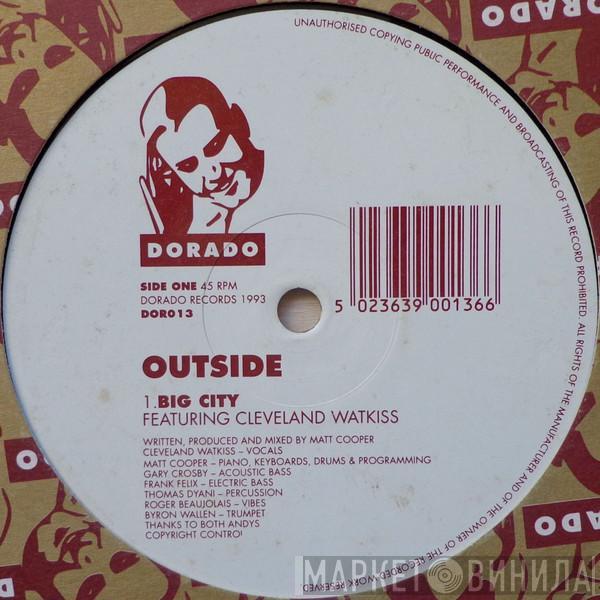 DORADO
DORADO
SIDE ONE 45 RPM
DORADO RECORDS 1993
DOR013
5 023639 001366
OUTSIDE
1.BIG CITY
FEATURING CLEVELAND WATKISS
WRITTEN, PRODUCED AND MIXED BY MATT COOPER
CLEVELAND WATKISS – VOCALS
MATT COOPER – PIANO, KEYBOARDS, DRUMS & PROGRAMMING
GARY CROSBY – ACOUSTIC BASS
FRANK FELIX – ELECTRIC BASS
THOMAS DYANI – PERCUSSION
ROGER BEAUJOLAIS – VIBES
BYRON WALLEN – TRUMPET
THANKS TO BOTH ANDYS
COPYRIGHT CONTROL
UNAUTHORISED COPYING PUBLIC PERFORMANCE AND BROADCASTING OF THIS RECORD PROHIBITED. ALL RIGHTS OF THE MANUFACTURER AND OF THE OWNER OF THE RECORDED WORK RESERVED.
DORADO
МАРКЕТ ВИНИЛА